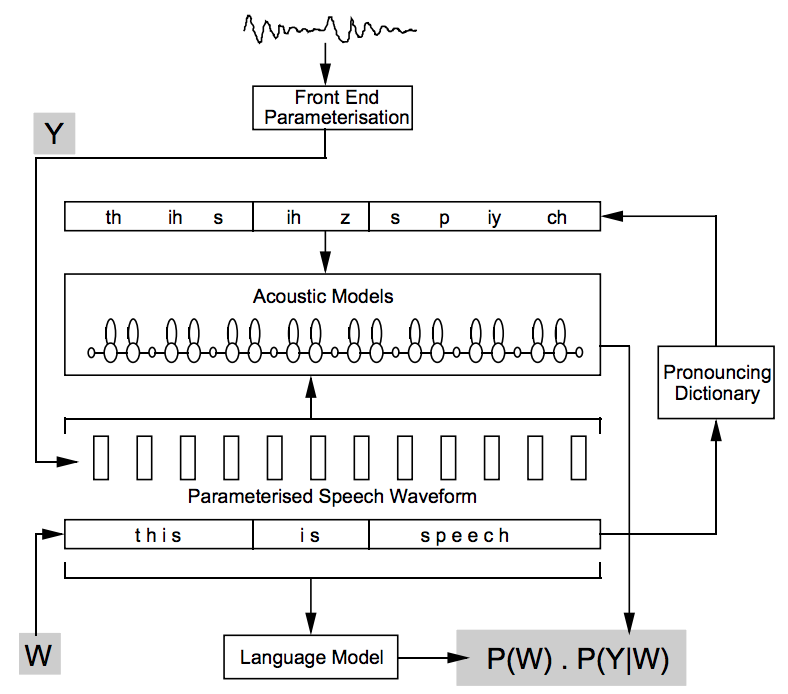 Front End
Parameterisation
Y
th ih s ih z s p iy ch
Acoustic Models
Pronouncing
Dictionary
Parameterised Speech Waveform
this is speech
W
Language Model
P(W) . P(Y|W)